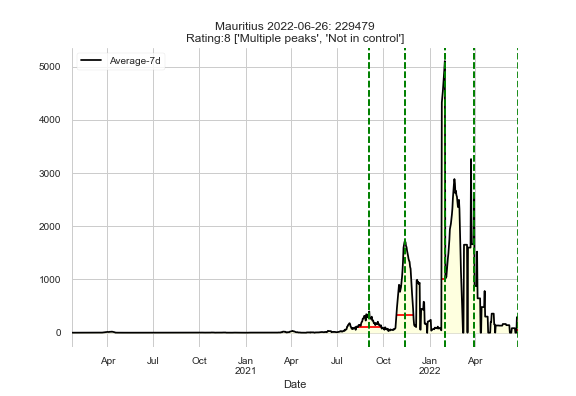 Mauritius 2022-06-26: 229479
Rating:8 ['Multiple peaks', 'Not in control']
Average-7d
5000
4000
3000
2000
1000
0
Apr
Jul
Oct
Jan
2021
Apr
Jul
Oct
Jan
2022
Apr
Date